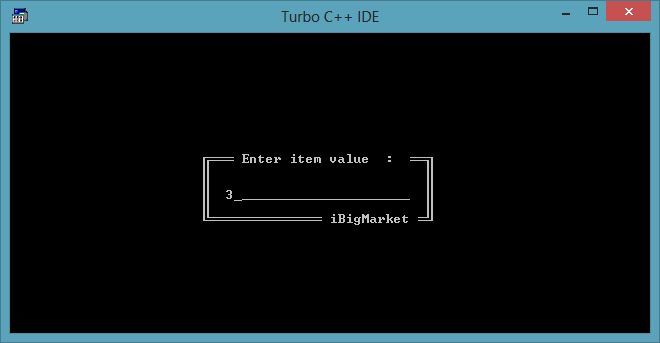 Turbo C++ IDE
Enter item value  :
3_
iBigMarket